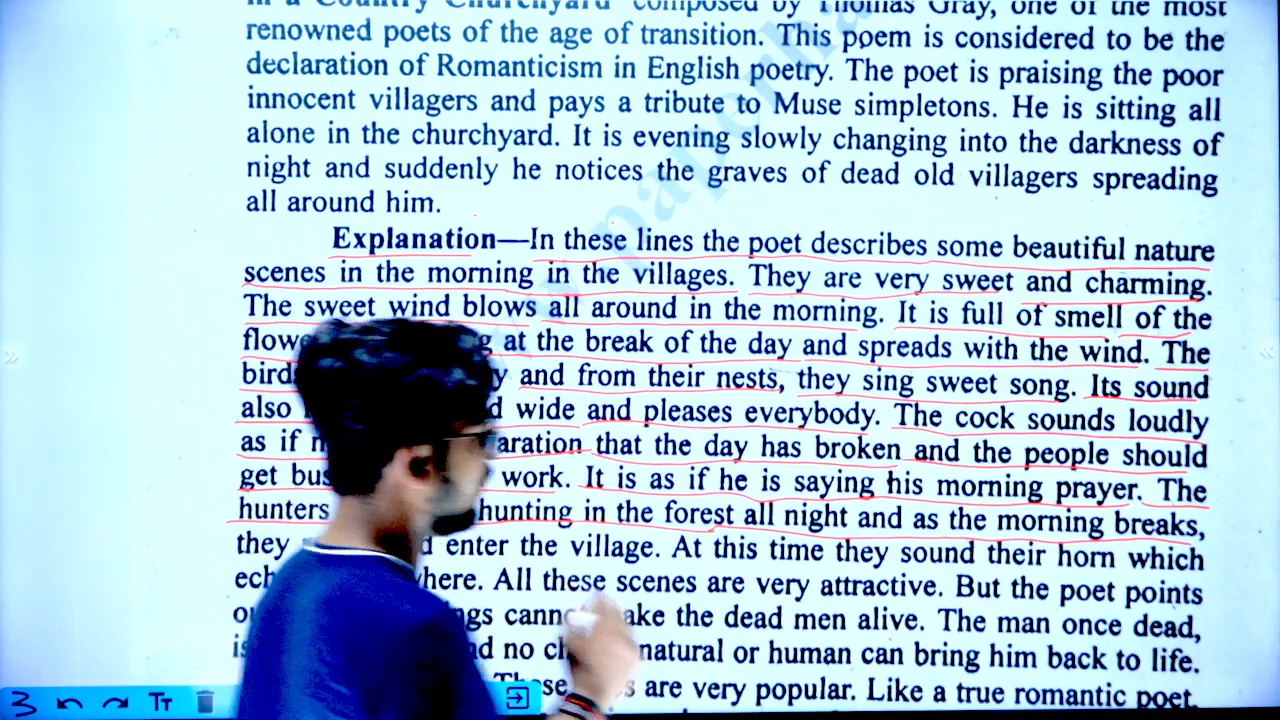 in a Country Churchyard' composed by Thomas Gray, one of the most
renowned poets of the age of transition. This poem is considered to be the
declaration of Romanticism in English poetry. The poet is praising the poor
innocent villagers and pays a tribute to Muse simpletons. He is sitting all
alone in the churchyard. It is evening slowly changing into the darkness of
night and suddenly he notices the graves of dead old villagers spreading
all around him.
Explanation—In these lines the poet describes some beautiful nature
scenes in the morning in the villages. They are very sweet and charming.
The sweet wind blows all around in the morning. It is full of smell of the
at the break of the day and spreads with the wind. The
and from their nests, they sing sweet song. Its sound
also wide and pleases everybody. The cock sounds loudly
as if that the day has broken and the people should
get work. It is as if he is saying his morning prayer. The
hunters hunting in the forest all night and as the morning breaks,
they enter the village. At this time they sound their horn which
All these scenes are very attractive. But the poet points
the dead men alive. The man once dead,
no natural or human can bring him back to life.
are very popular. Like a true romantic poet,
3 TT